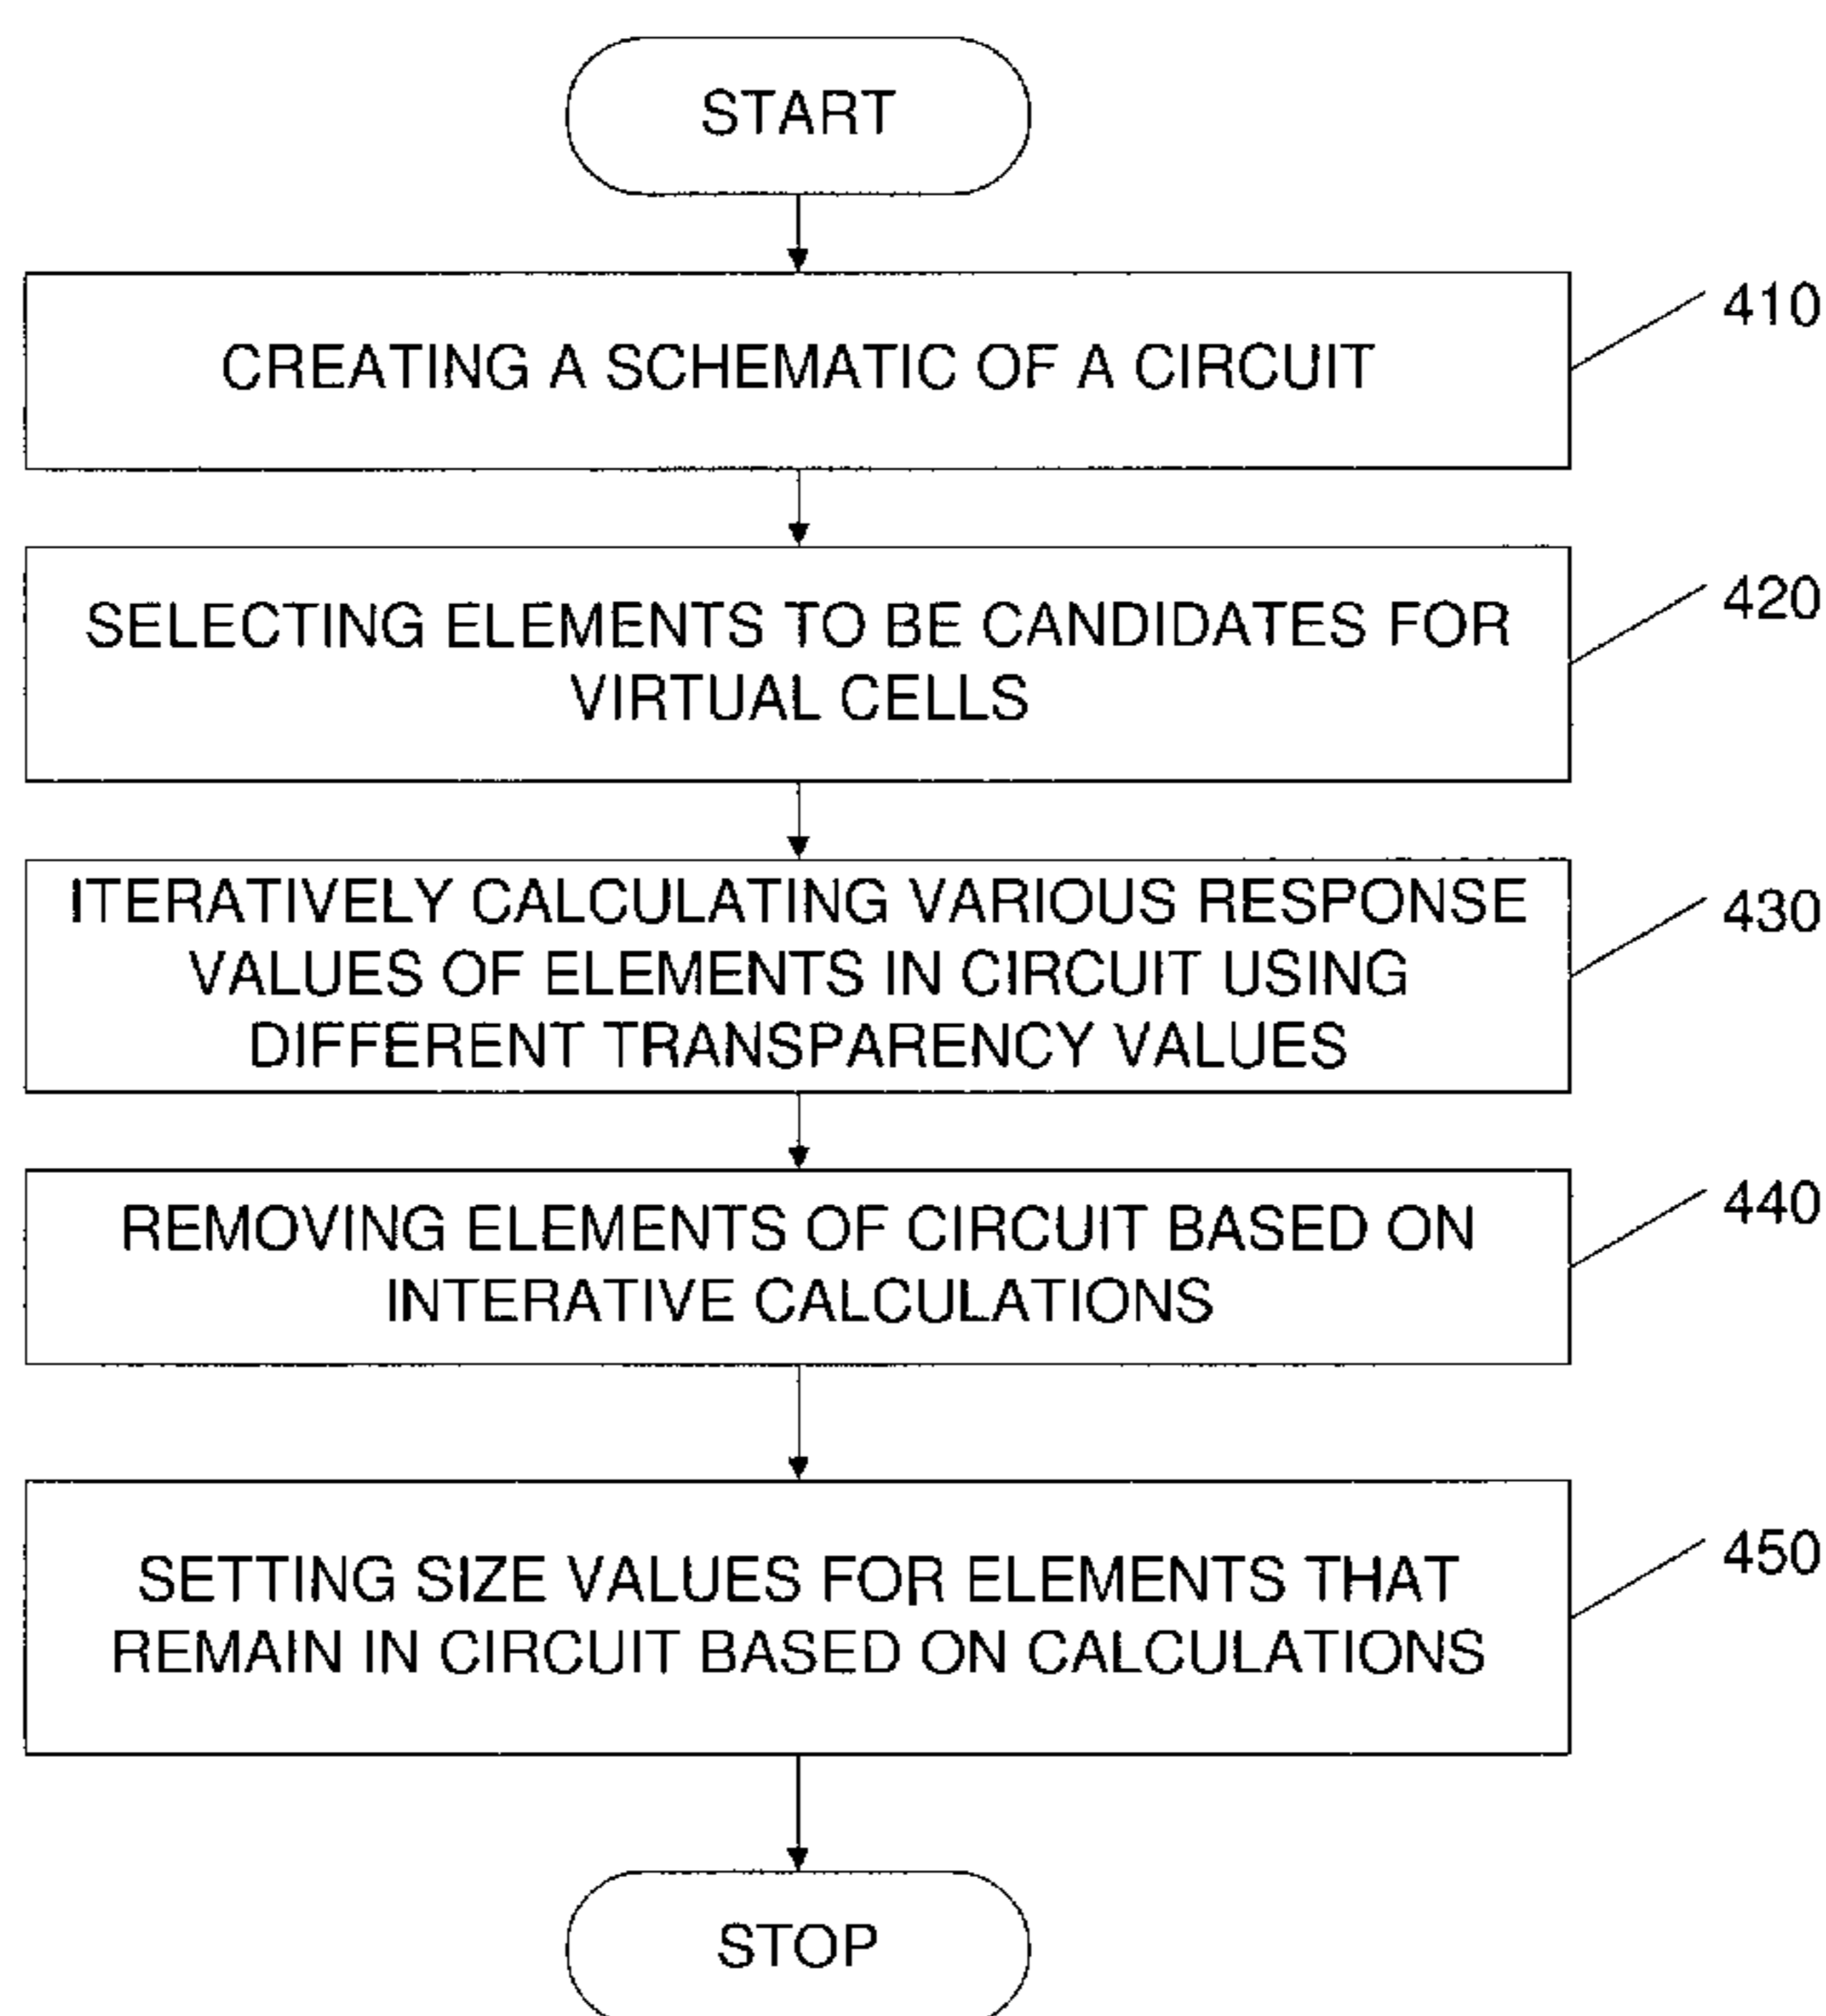 START
CREATING A SCHEMATIC OF A CIRCUIT
410
SELECTING ELEMENTS TO BE CANDIDATES FOR
VIRTUAL CELLS
420
ITERATIVELY CALCULATING VARIOUS RESPONSE
VALUES OF ELEMENTS IN CIRCUIT USING
DIFFERENT TRANSPARENCY VALUES
430
REMOVING ELEMENTS OF CIRCUIT BASED ON
INTERATIVE CALCULATIONS
440
SETTING SIZE VALUES FOR ELEMENTS THAT
REMAIN IN CIRCUIT BASED ON CALCULATIONS
450
STOP